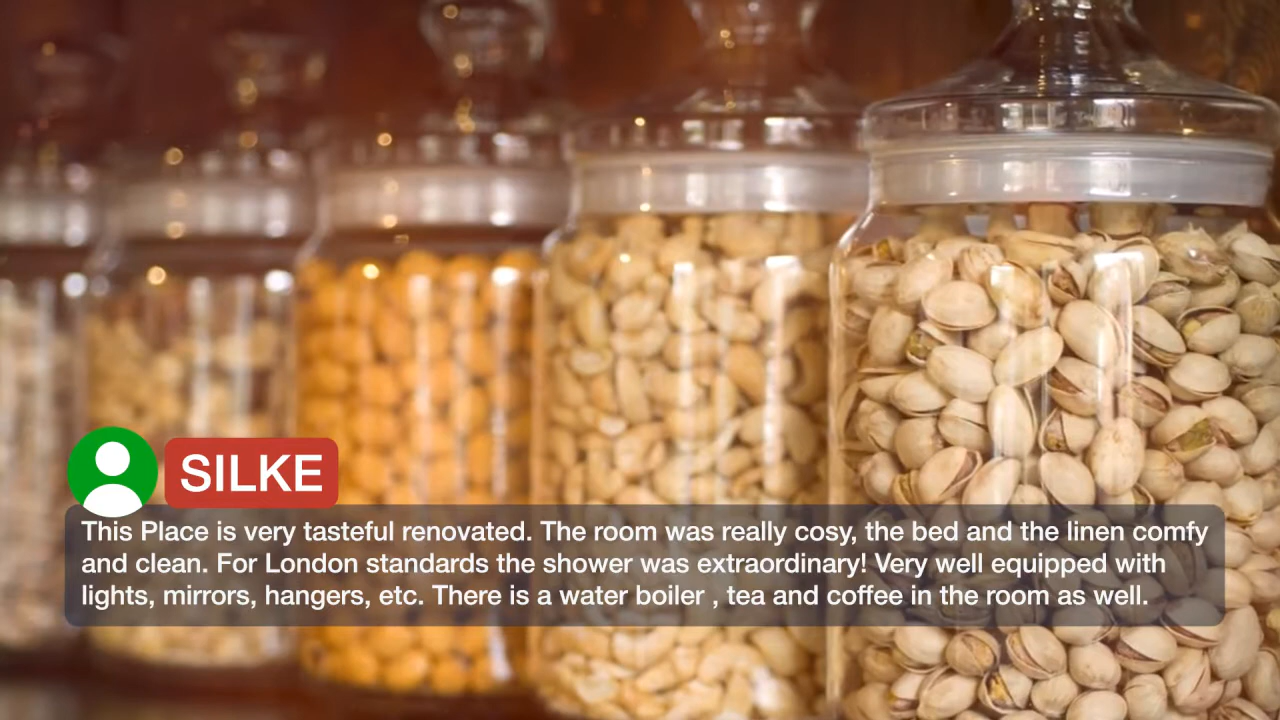 SILKE
This Place is very tasteful renovated. The room was really cosy, the bed and the linen comfy
and clean. For London standards the shower was extraordinary! Very well equipped with
lights, mirrors, hangers, etc. There is a water boiler , tea and coffee in the room as well.